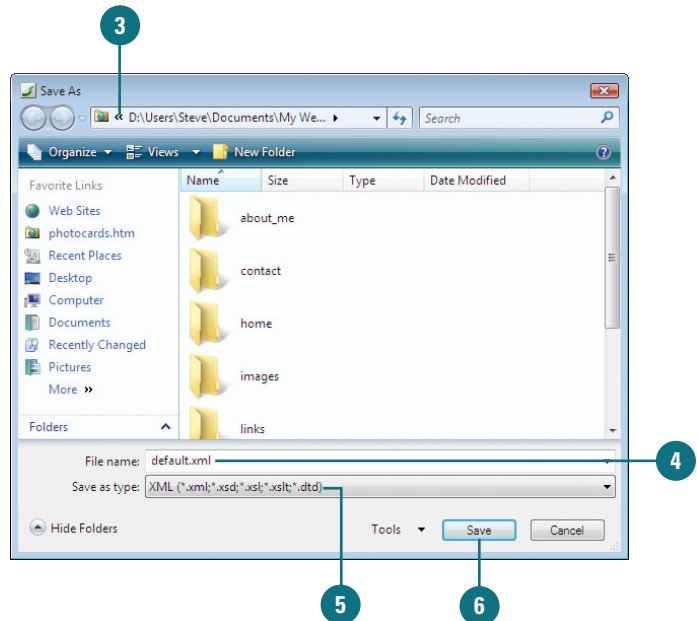 3
Save As
« D:\Users\Steve\Documents\My We...
Search
Organize Views New Folder
Favorite Links
Web Sites
photocards.htm
Recent Places
Desktop
Computer
Documents
Recently Changed
Pictures
More »
Folders
Name Size Type Date Modified
about_me
contact
home
images
links
File name: default.xml
4
Save as type: XML (*.xml;*.xsd;*.xsl;*.xslt;*.dtd)
Hide Folders
Tools Save Cancel
5
6